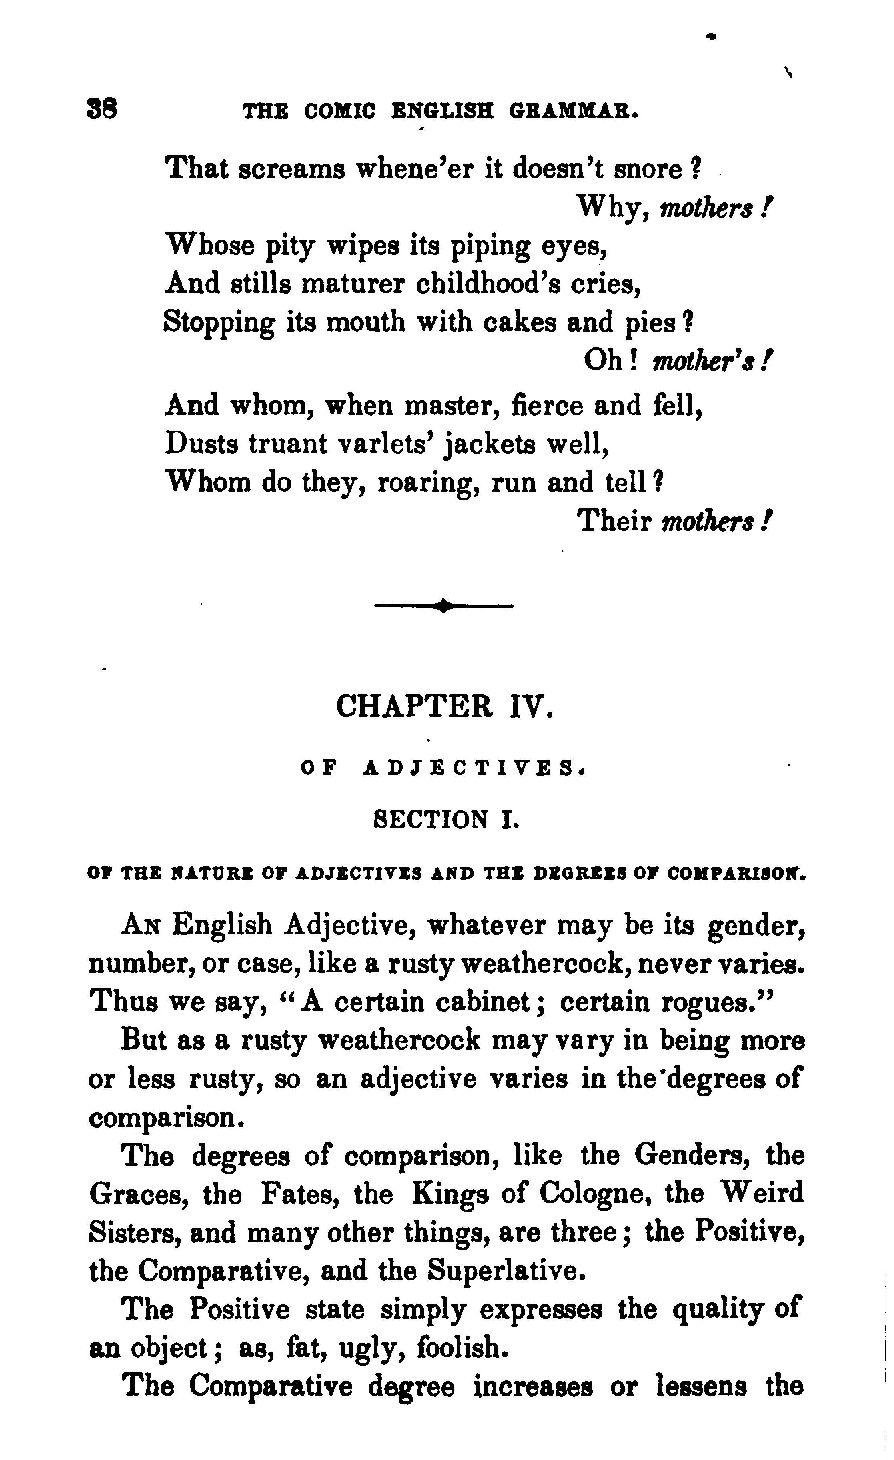 38 THE COMIC ENGLISH GRAMMAR.
That screams whene'er it doesn't snore?
Why, mothers!
Whose pity wipes its piping eyes,
And stills maturer childhood's cries,
Stopping its mouth with cakes and pies?
Oh! mother's!
And whom, when master, fierce and fell,
Dusts truant varlets' jackets well,
Whom do they, roaring, run and tell?
Their mothers!
CHAPTER IV.
OF ADJECTIVES.
SECTION I.
OF THE NATURE OF ADJECTIVES AND THE DEGREES OF COMPARISON.
AN English Adjective, whatever may be its gender,
number, or case, like a rusty weathercock, never varies.
Thus we say, "A certain cabinet; certain rogues."
But as a rusty weathercock may vary in being more
or less rusty, so an adjective varies in the degrees of
comparison.
The degrees of comparison, like the Genders, the
Graces, the Fates, the Kings of Cologne, the Weird
Sisters, and many other things, are three; the Positive,
the Comparative, and the Superlative.
The Positive state simply expresses the quality of
an object; as, fat, ugly, foolish.
The Comparative degree increases or lessens the